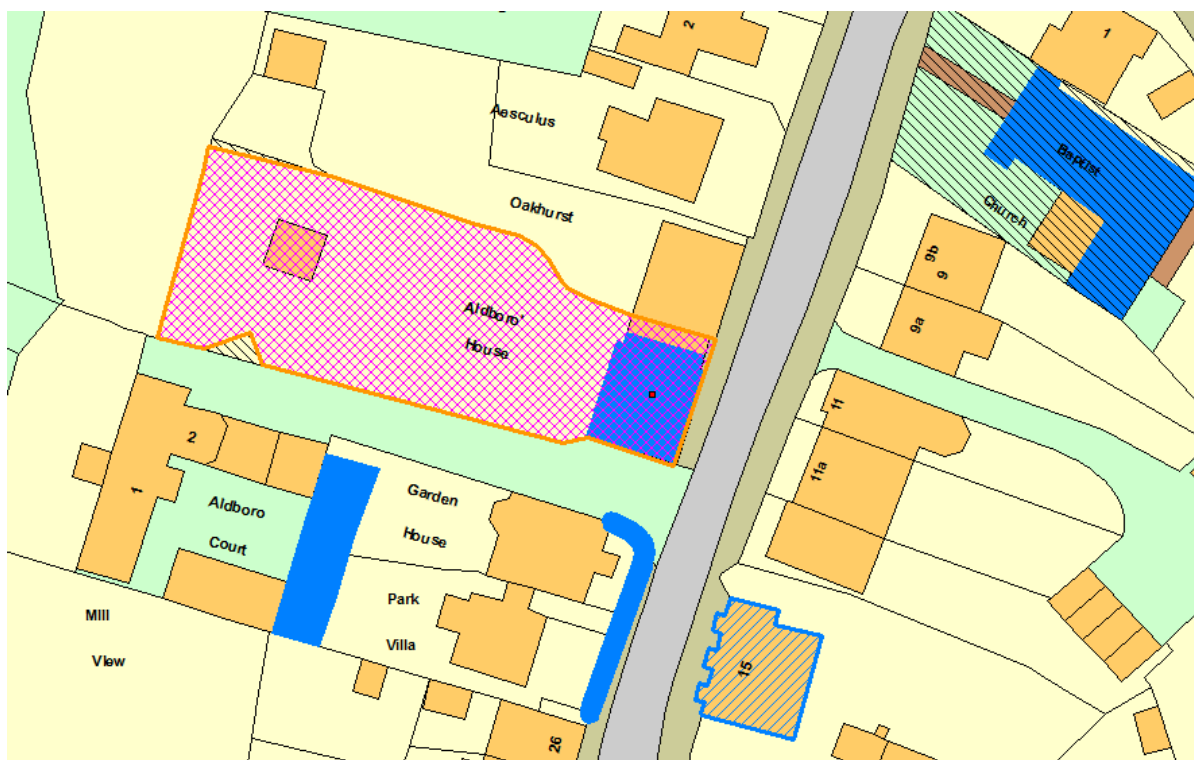 2
1
Aesculus
Baptist
Church
Oakhurst
9b
9
9a
Aldboro'
House
11
11a
2
1
Aldboro
Court
Garden
House
Park
Villa
Mill
View
15
26